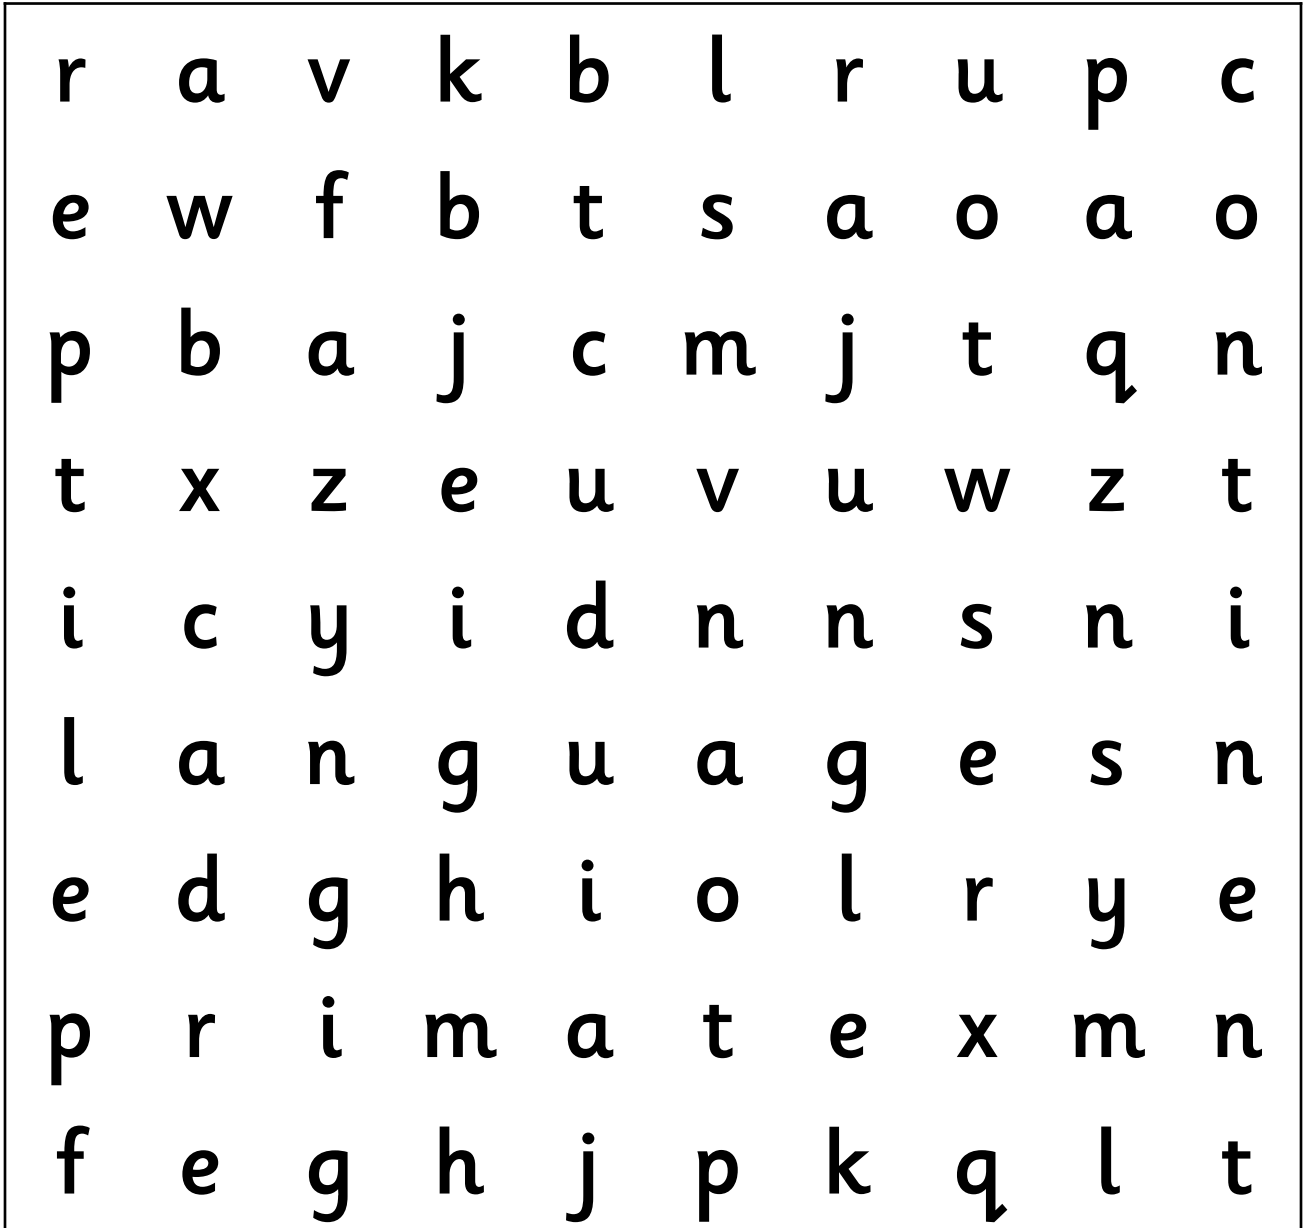 r a v k b l r u p c
e w f b t s a o a o
p b a j c m j t q n
t x z e u v u w z t
i c y i d n n s n i
l a n g u a g e s n
e d g h i o l r y e
p r i m a t e x m n
f e g h j p k q l t